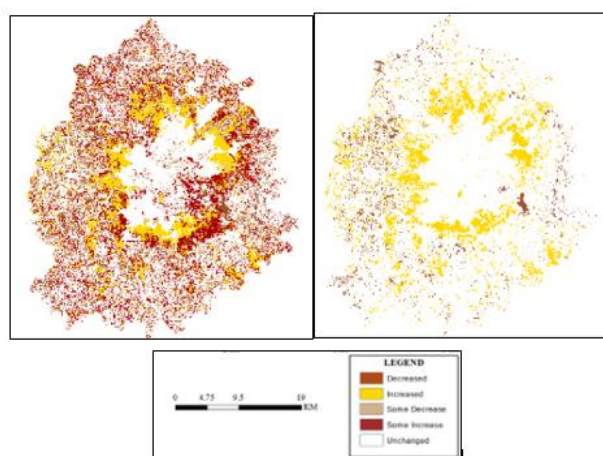 LEGEND
Decreased
Increased
Some Decrease
Some Increase
Unchanged
0 4.75 9.5 19
KM